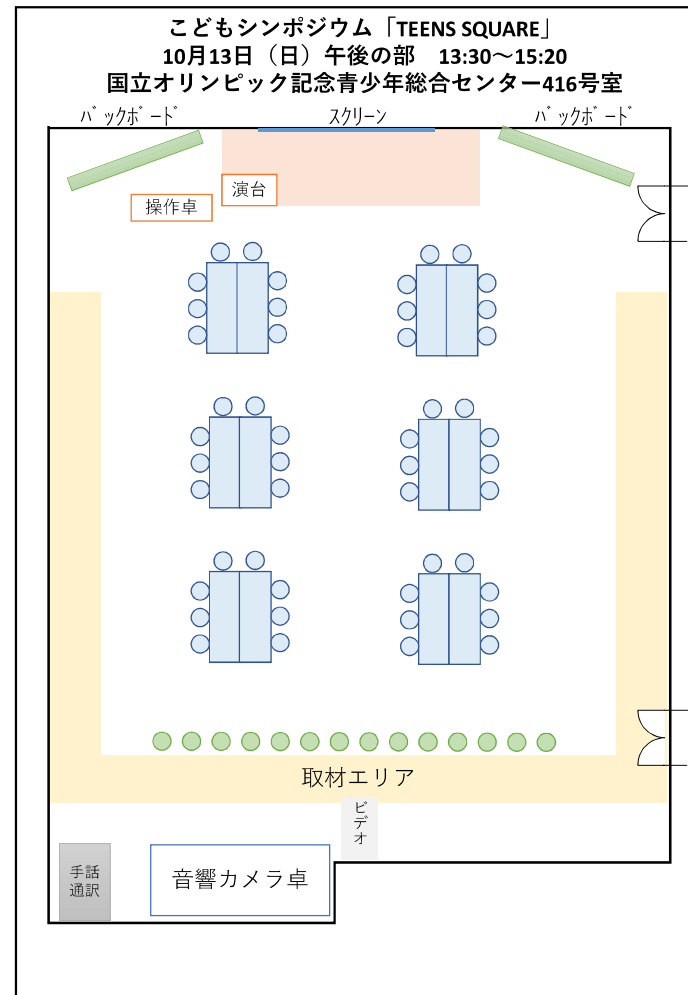 こどもシンポジウム「TEENS SQUARE」
10月13日（日）午後の部　13:30～15:20
国立オリンピック記念青少年総合センター416号室
ﾊﾞックボードﾞ
スクリーン
ﾊﾞックボードﾞ
演台
操作卓
取材エリア
ビデオ
手話
通訳
音響カメラ卓